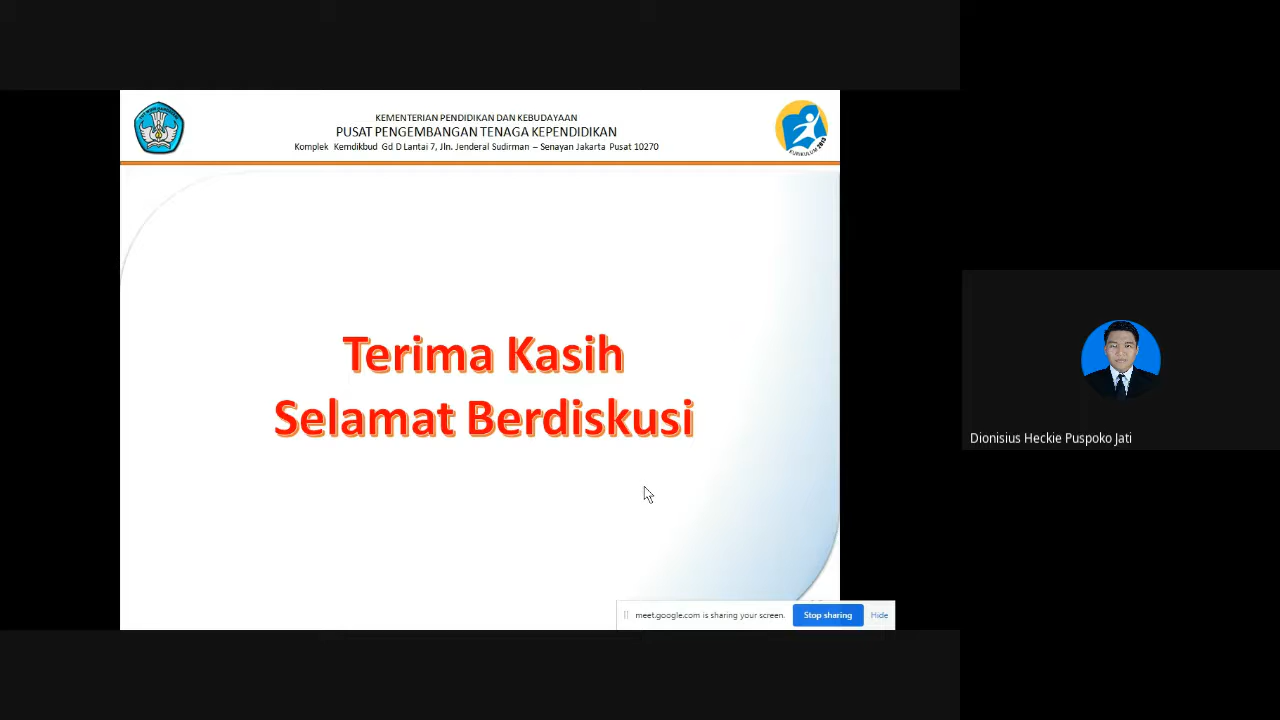 KEMENTERIAN PENDIDIKAN DAN KEBUDAYAAN
PUSAT PENGEMBANGAN TENAGA KEPENDIDIKAN
Komplek Kemdikbud Gd D Lantai 7, Jln. Jenderal Sudirman – Senayan Jakarta Pusat 10270
KURIKULUM 2013
Terima Kasih
Selamat Berdiskusi
Dionisius Heckie Puspoko Jati
meet.google.com is sharing your screen.
Stop sharing
Hide